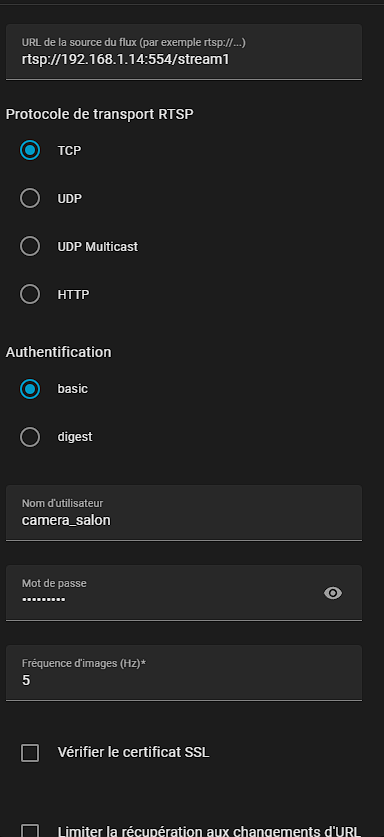 URL de la source du flux (par exemple rtsp://...)
rtsp://192.168.1.14:554/stream1
Protocole de transport RTSP
TCP
UDP
UDP Multicast
HTTP
Authentification
basic
digest
Nom d'utilisateur
camera_salon
Mot de passe
•••••••••
Fréquence d'images (Hz)*
5
Vérifier le certificat SSL
Limiter la récupération aux changements d'URL